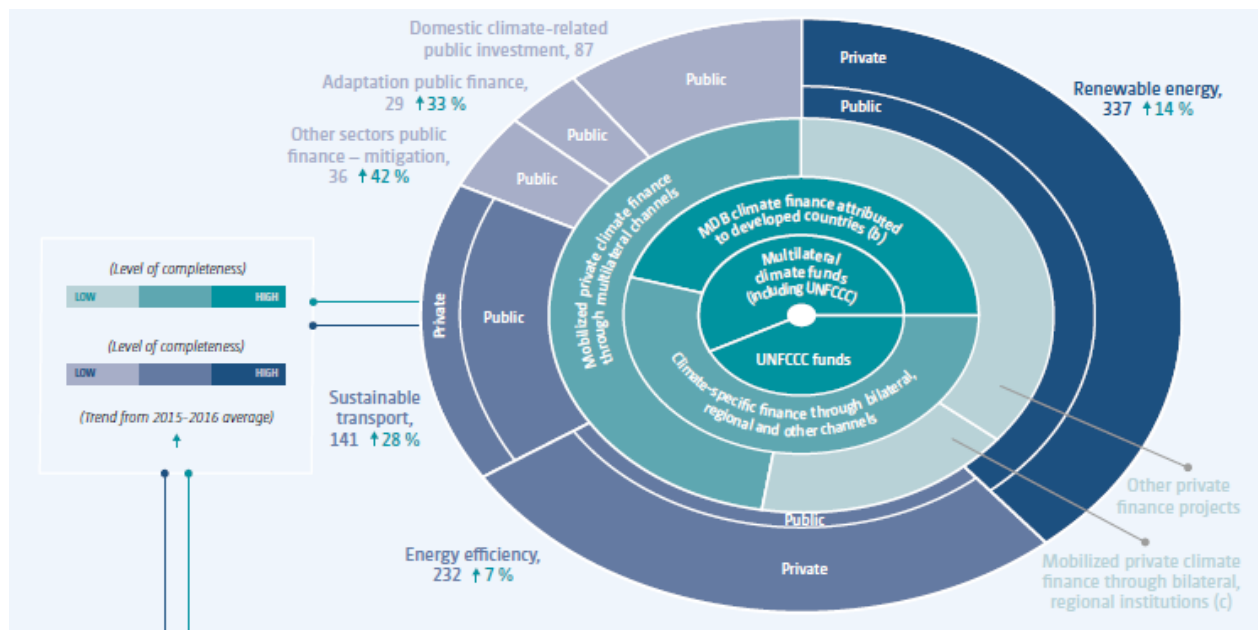 Domestic climate-related
public investment, 87
Adaptation public finance,
29 ↑33 %
Other sectors public
finance – mitigation,
36 ↑42 %
Public
Public
Public
Private
Public
Renewable energy,
337 ↑14 %
Mobilized private climate finance
through multilateral channels
MDB climate finance attributed
to developed countries (b)
Multilateral
climate funds
(including UNFCCC)
UNFCCC funds
Climate-specific finance through bilateral,
regional and other channels
Private
Public
(Level of completeness)
LOW
HIGH
(Level of completeness)
LOW
HIGH
(Trend from 2015–2016 average)
↑
Sustainable
transport,
141 ↑28 %
Public
Private
Energy efficiency,
232 ↑7 %
Other private
finance projects
Mobilized private climate
finance through bilateral,
regional institutions (c)